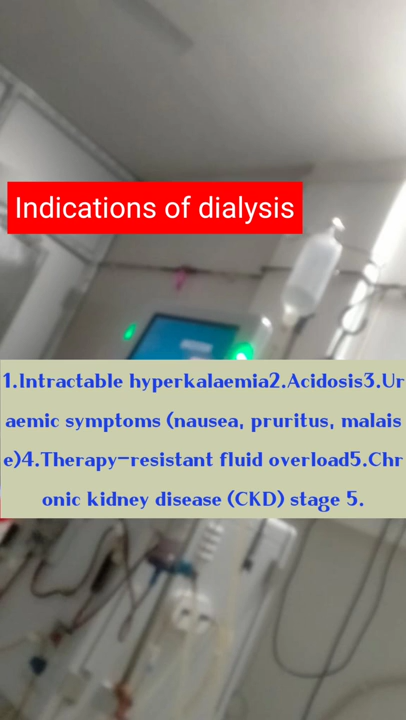 Indications of dialysis
1.Intractable hyperkalaemia2.Acidosis3.Ur
aemic symptoms (nausea, pruritus, malais
e)4.Therapy-resistant fluid overload5.Chr
onic kidney disease (CKD) stage 5.